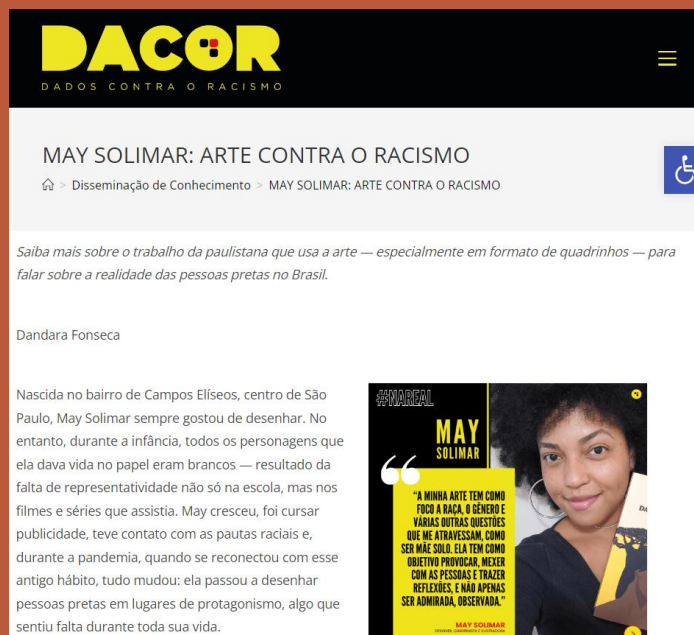 DACOR
DADOS CONTRA O RACISMO
MAY SOLIMAR: ARTE CONTRA O RACISMO
> Disseminação de Conhecimento > MAY SOLIMAR: ARTE CONTRA O RACISMO
Saiba mais sobre o trabalho da paulistana que usa a arte — especialmente em formato de quadrinhos — para
falar sobre a realidade das pessoas pretas no Brasil.
Dandara Fonseca
Nascida no bairro de Campos Elíseos, centro de São
Paulo, May Solimar sempre gostou de desenhar. No
entanto, durante a infância, todos os personagens que
ela dava vida no papel eram brancos — resultado da
falta de representatividade não só na escola, mas nos
filmes e séries que assistia. May cresceu, foi cursar
publicidade, teve contato com as pautas raciais e,
durante a pandemia, quando se reconectou com esse
antigo hábito, tudo mudou: ela passou a desenhar
pessoas pretas em lugares de protagonismo, algo que
sentiu falta durante toda sua vida.
#NAREAL
MAY
SOLIMAR
“A MINHA ARTE TEM COMO
FOCO A RAÇA, O GÊNERO E
VÁRIAS OUTRAS QUESTÕES
QUE ME ATRAVESSAM, COMO
SER MÃE SOLO. ELA TEM COMO
OBJETIVO PROVOCAR, MEXER
COM AS PESSOAS E TRAZER
REFLEXÕES, E NÃO APENAS
SER ADMIRADA, OBSERVADA.”
MAY SOLIMAR